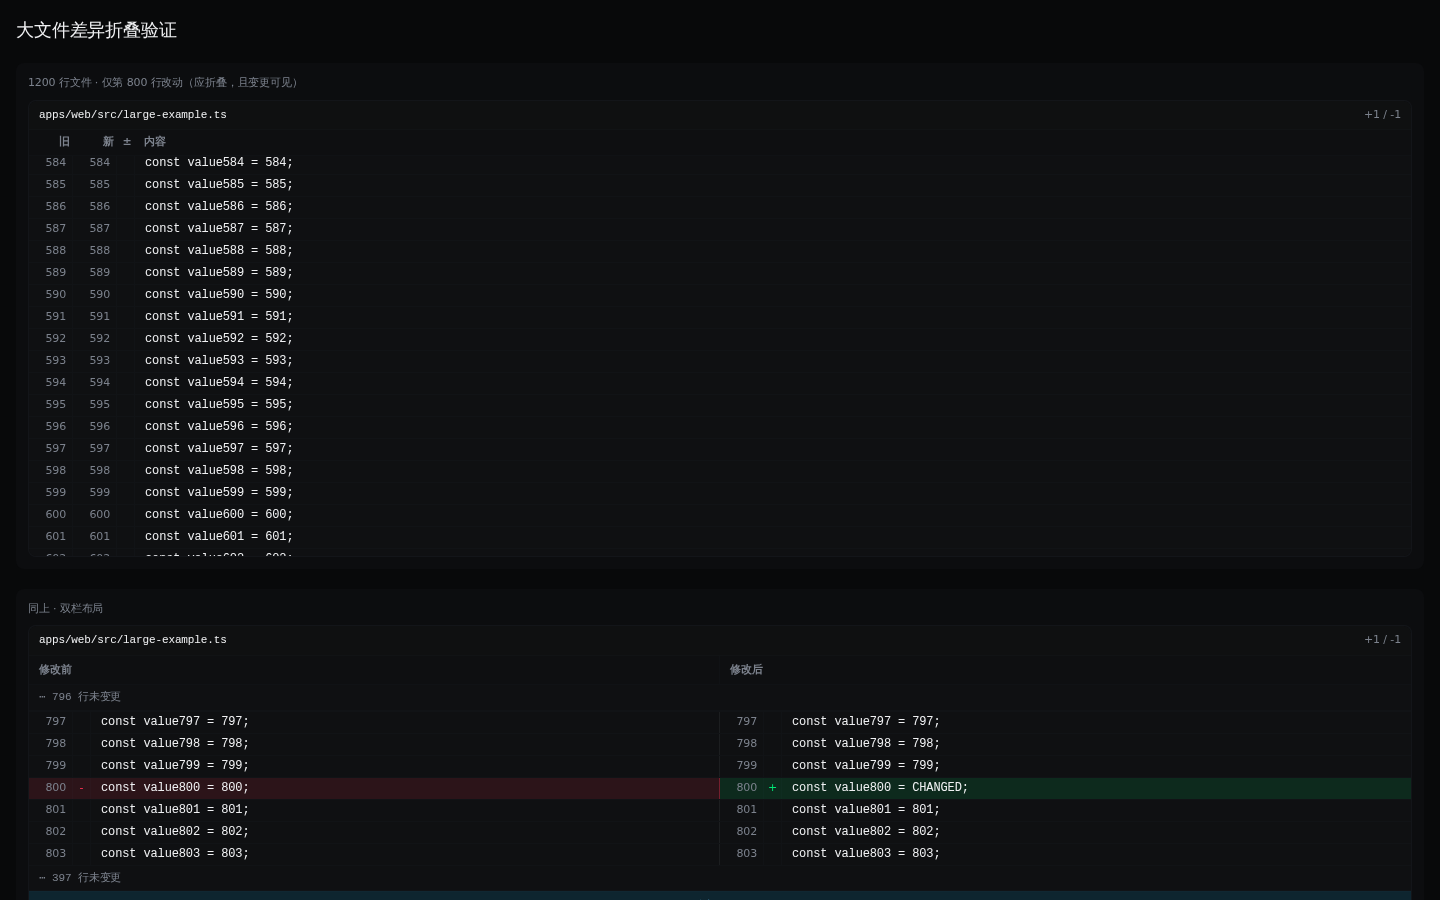 大文件差异折叠验证
1200 行文件 · 仅第 800 行改动（应折叠，且变更可见）
apps/web/src/large-example.ts +1 / -1
旧 新 ± 内容
584 584 const value584 = 584;
585 585 const value585 = 585;
586 586 const value586 = 586;
587 587 const value587 = 587;
588 588 const value588 = 588;
589 589 const value589 = 589;
590 590 const value590 = 590;
591 591 const value591 = 591;
592 592 const value592 = 592;
593 593 const value593 = 593;
594 594 const value594 = 594;
595 595 const value595 = 595;
596 596 const value596 = 596;
597 597 const value597 = 597;
598 598 const value598 = 598;
599 599 const value599 = 599;
600 600 const value600 = 600;
601 601 const value601 = 601;
同上 · 双栏布局
apps/web/src/large-example.ts +1 / -1
修改前 修改后
⋯ 796 行未变更
797 const value797 = 797; 797 const value797 = 797;
798 const value798 = 798; 798 const value798 = 798;
799 const value799 = 799; 799 const value799 = 799;
800 - const value800 = 800; 800 + const value800 = CHANGED;
801 const value801 = 801; 801 const value801 = 801;
802 const value802 = 802; 802 const value802 = 802;
803 const value803 = 803; 803 const value803 = 803;
⋯ 397 行未变更